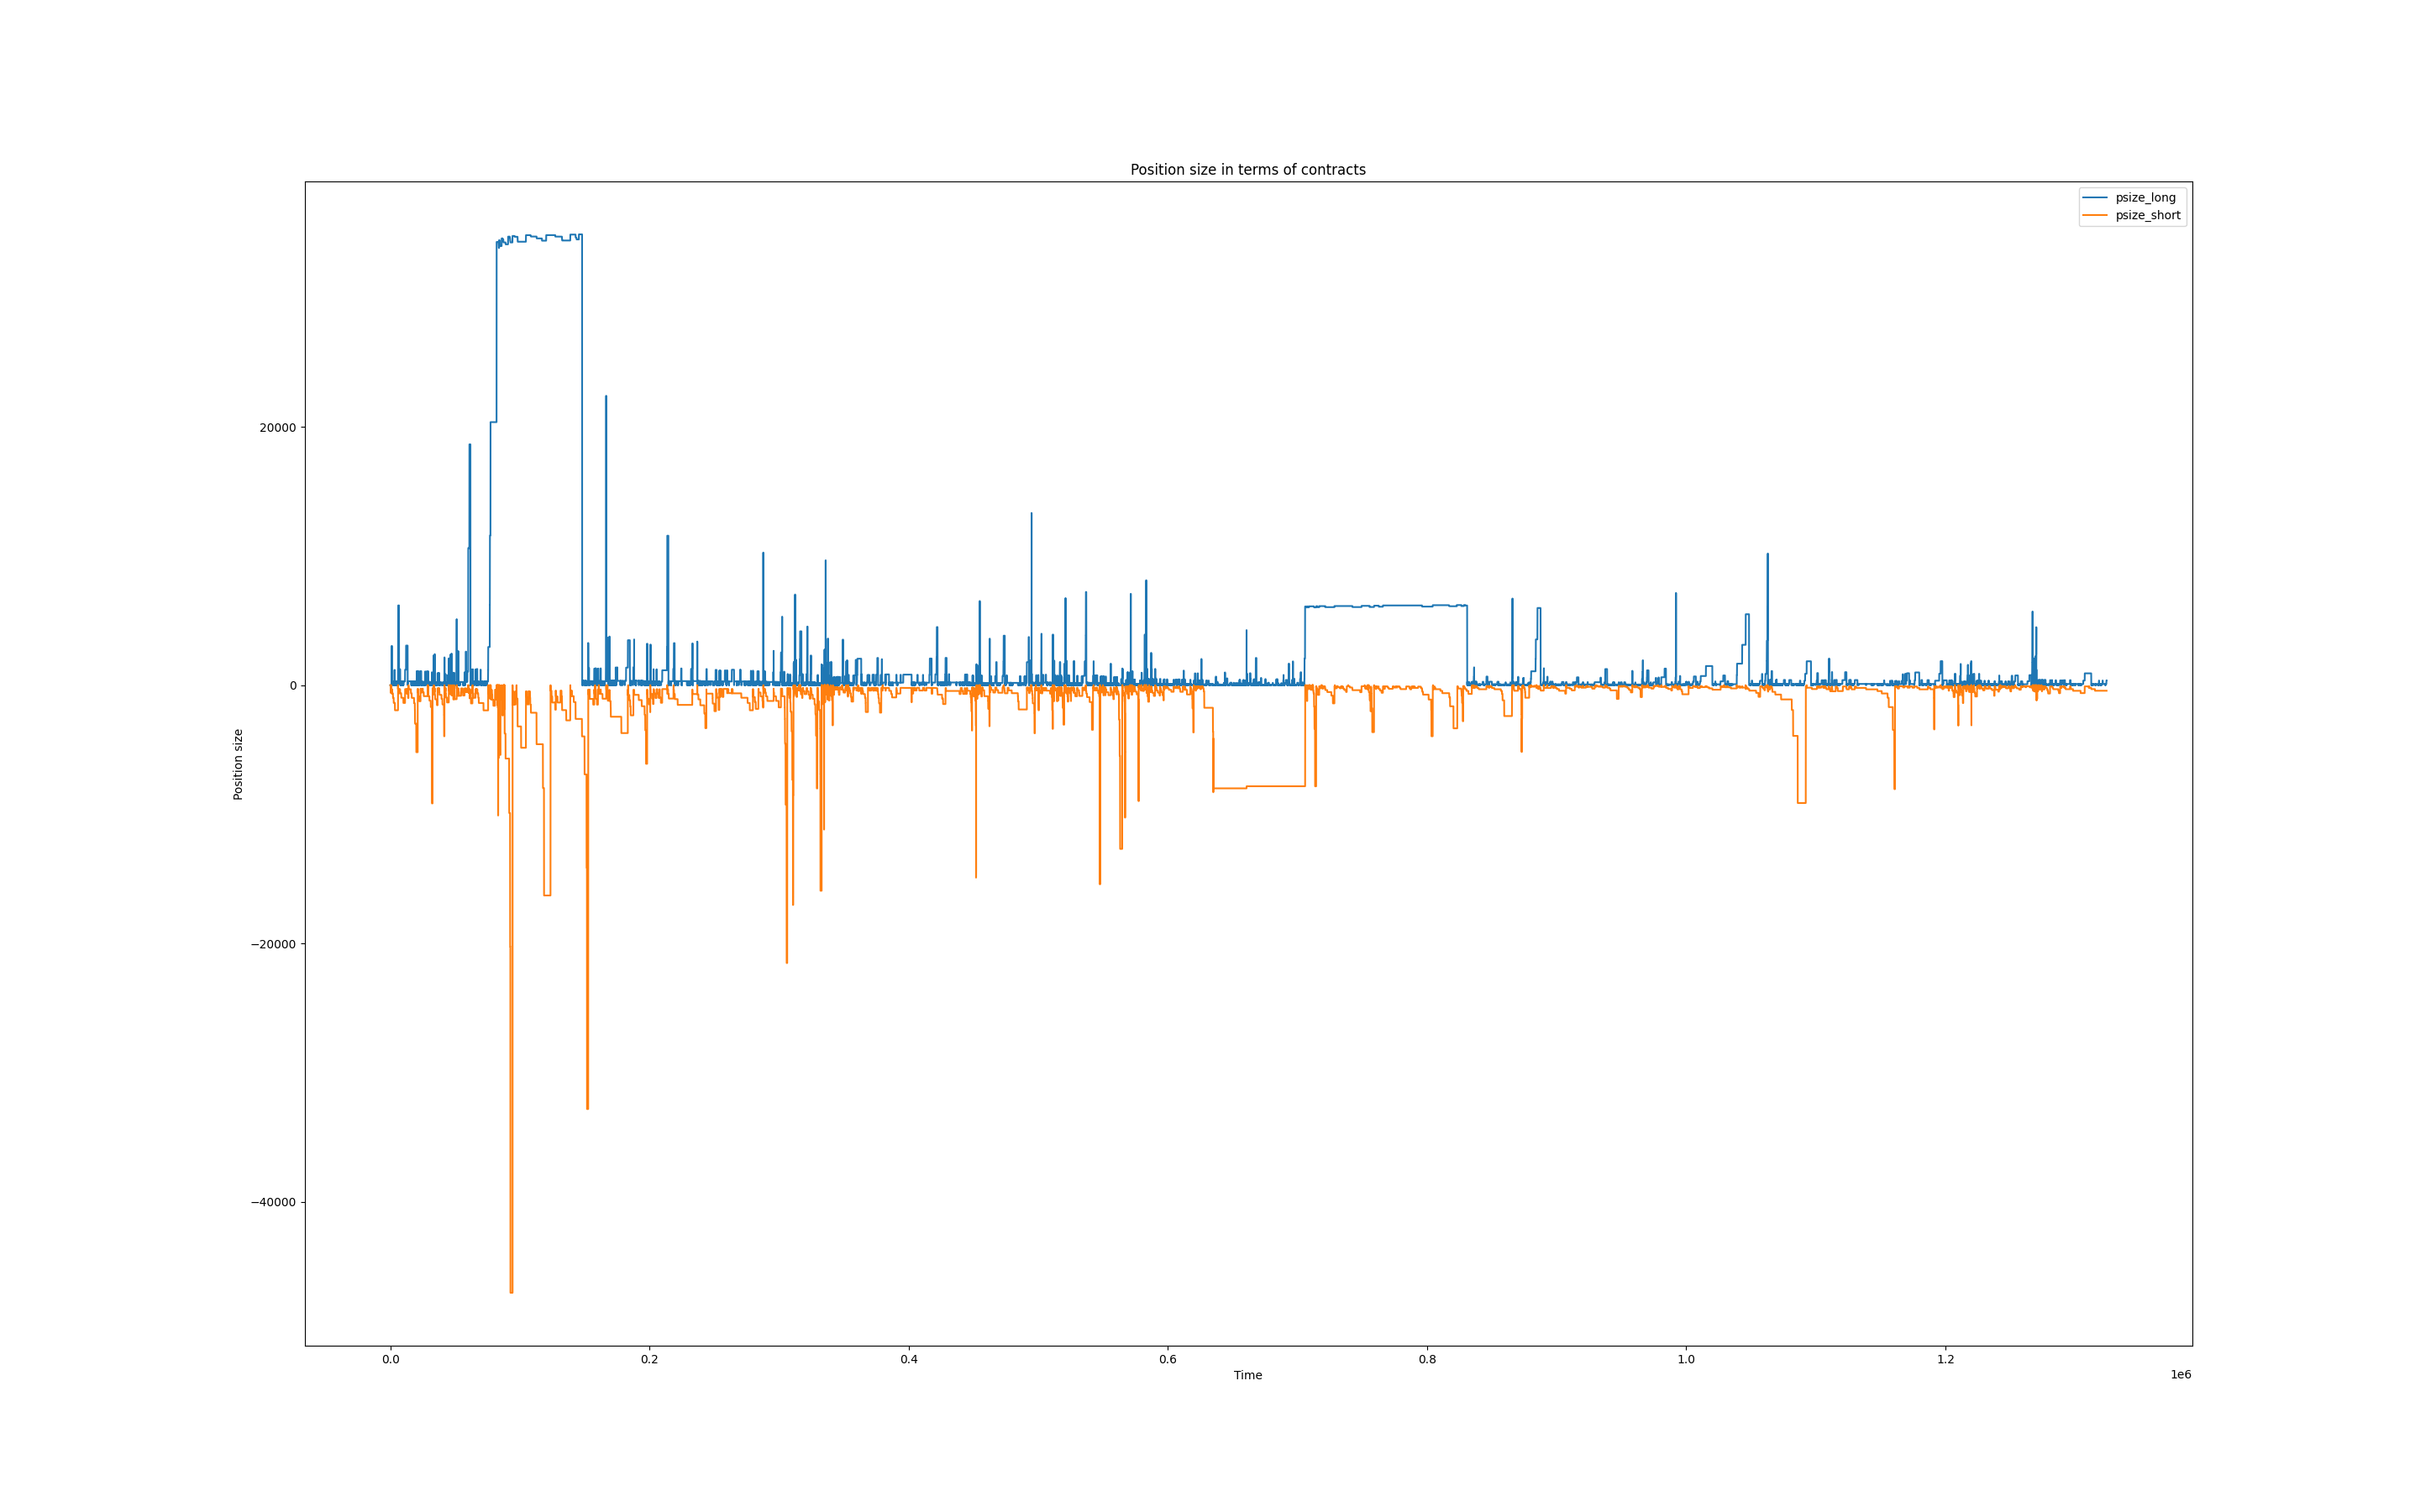 Position size in terms of contracts
psize_long
psize_short
20000
0
−20000
−40000
Position size
0.0 0.2 0.4 0.6 0.8 1.0 1.2
Time
1e6